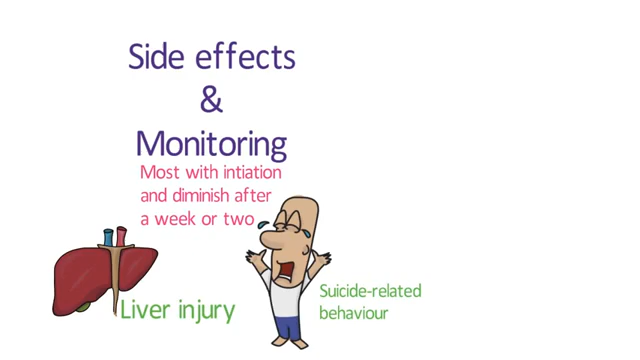 Side effects
&
Monitoring
Most with intiation
and diminish after
a week or two
Liver injury
Suicide-related
behaviour